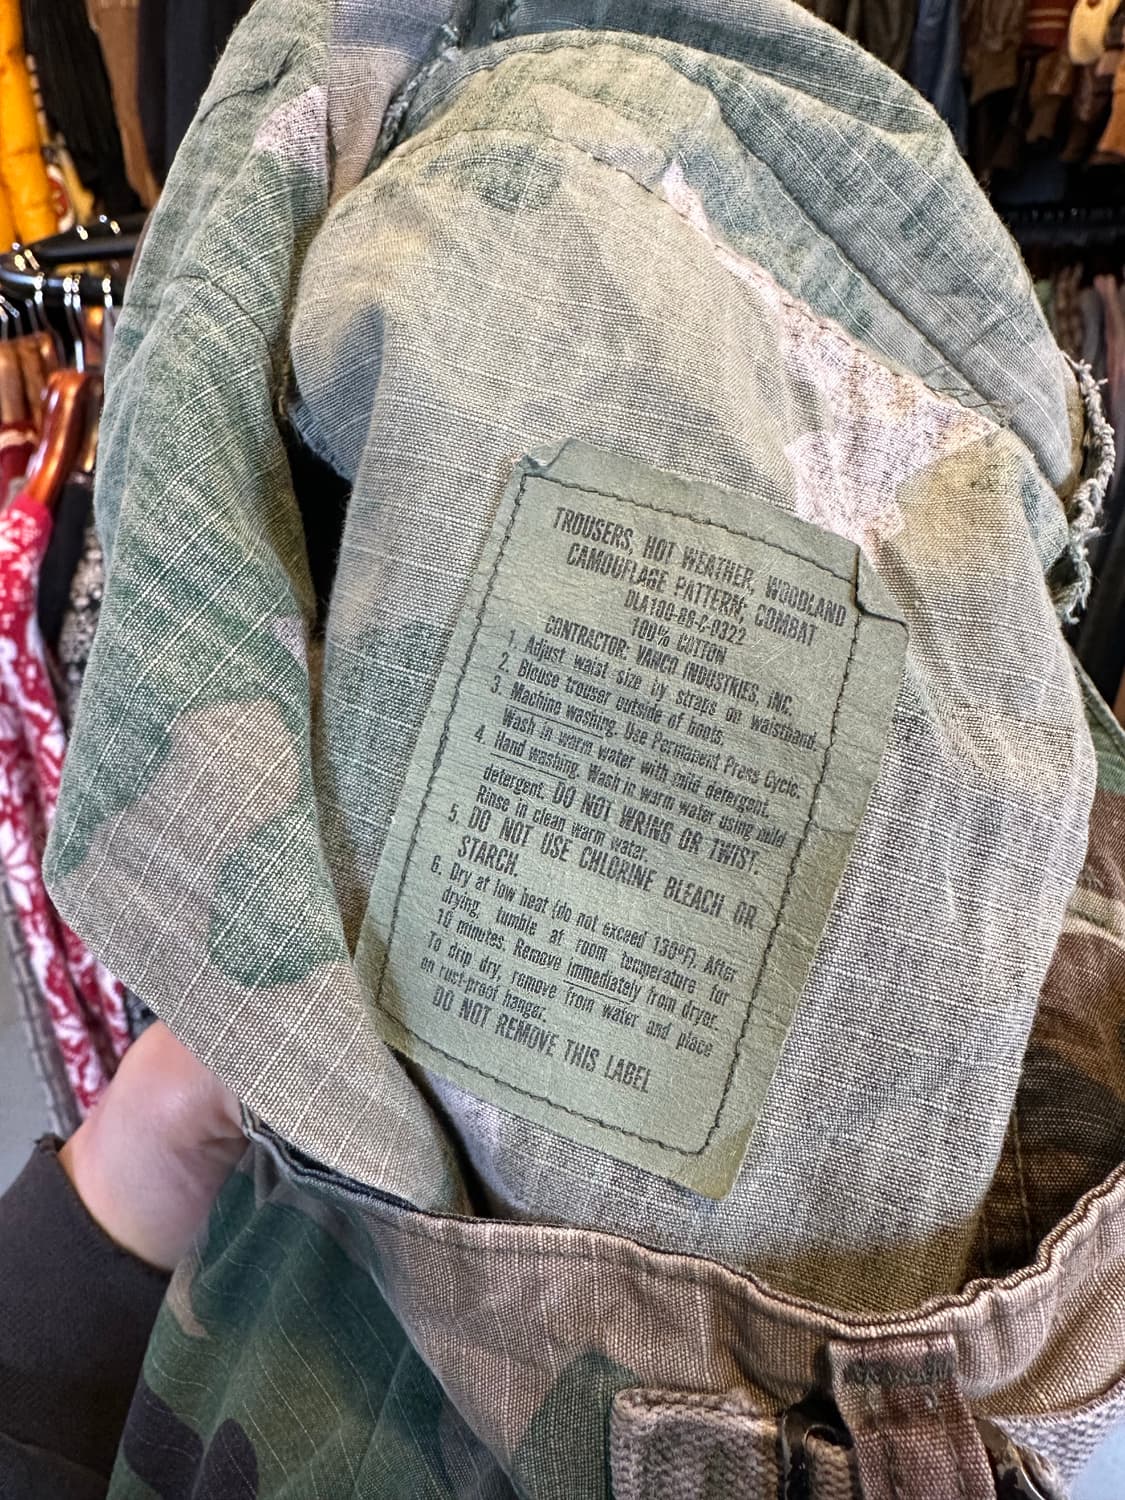 TROUSERS, HOT WEATHER, WOODLAND
CAMOUFLAGE PATTERN; COMBAT
DLA100-88-C-0322
100% COTTON
CONTRACTOR: VANCO INDUSTRIES, INC.
1. Adjust waist size by straps on waistband.
2. Blouse trouser outside of boots.
3. Machine washing. Use Permanent Press Cycle.
Wash in warm water with mild detergent.
4. Hand washing. Wash in warm water using mild
detergent. DO NOT WRING OR TWIST.
Rinse in clean warm water.
5. DO NOT USE CHLORINE BLEACH OR
STARCH.
6. Dry at low heat (do not exceed 130°F). After
drying, tumble at room temperature for
10 minutes. Remove immediately from dryer.
To drip dry, remove from water and place
on rust-proof hanger.
DO NOT REMOVE THIS LABEL